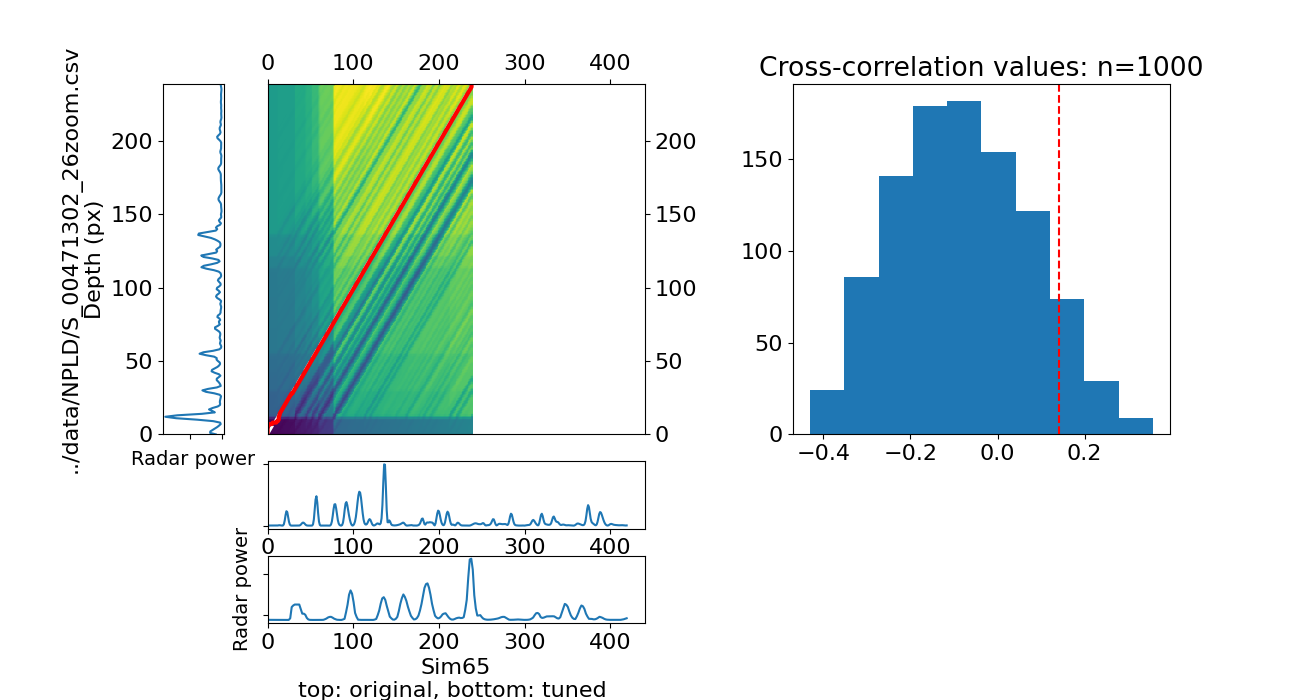 Cross-correlation values: n=1000
0 100 200 300 400
../data/NPLD/S_00471302_26zoom.csv
Depth (px)
200 200 150
150 150
100 100 100
50 50 50
0 0 0
−0.4 −0.2 0.0 0.2
Radar power
0 100 200 300 400
Radar power
0 100 200 300 400
Sim65
top: original, bottom: tuned